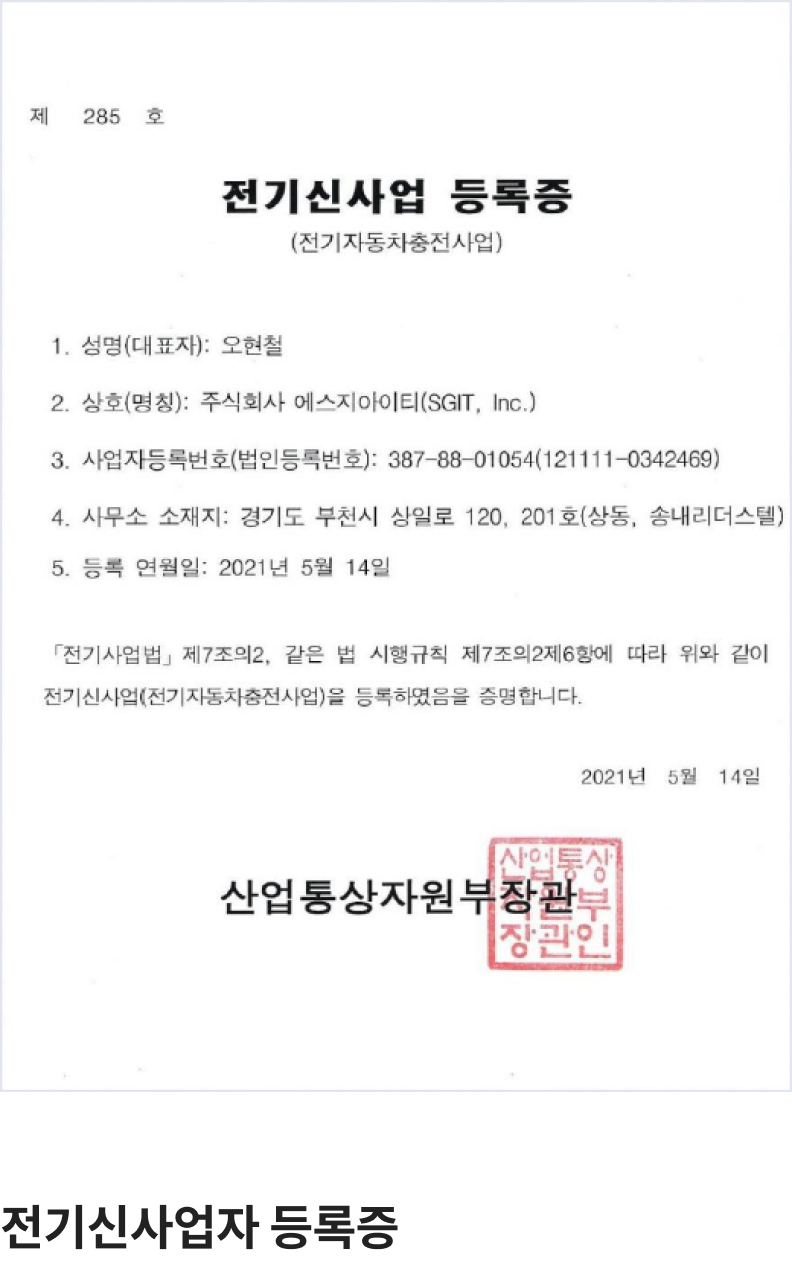 제 285 호
전기신사업 등록증
(전기자동차충전사업)
1. 성명(대표자): 오현철
2. 상호(명칭): 주식회사 에스지아이티(SGIT, Inc.)
3. 사업자등록번호(법인등록번호): 387-88-01054(121111-0342469)
4. 사무소 소재지: 경기도 부천시 상일로 120, 201호(상동, 송내리더스텔)
5. 등록 연월일: 2021년 5월 14일
「전기사업법」제7조의2, 같은 법 시행규칙 제7조의2제6항에 따라 위와 같이
전기신사업(전기자동차충전사업)을 등록하였음을 증명합니다.
2021년 5월 14일
산업통상자원부장관
산업통상
자원부
장관인
전기신사업자 등록증